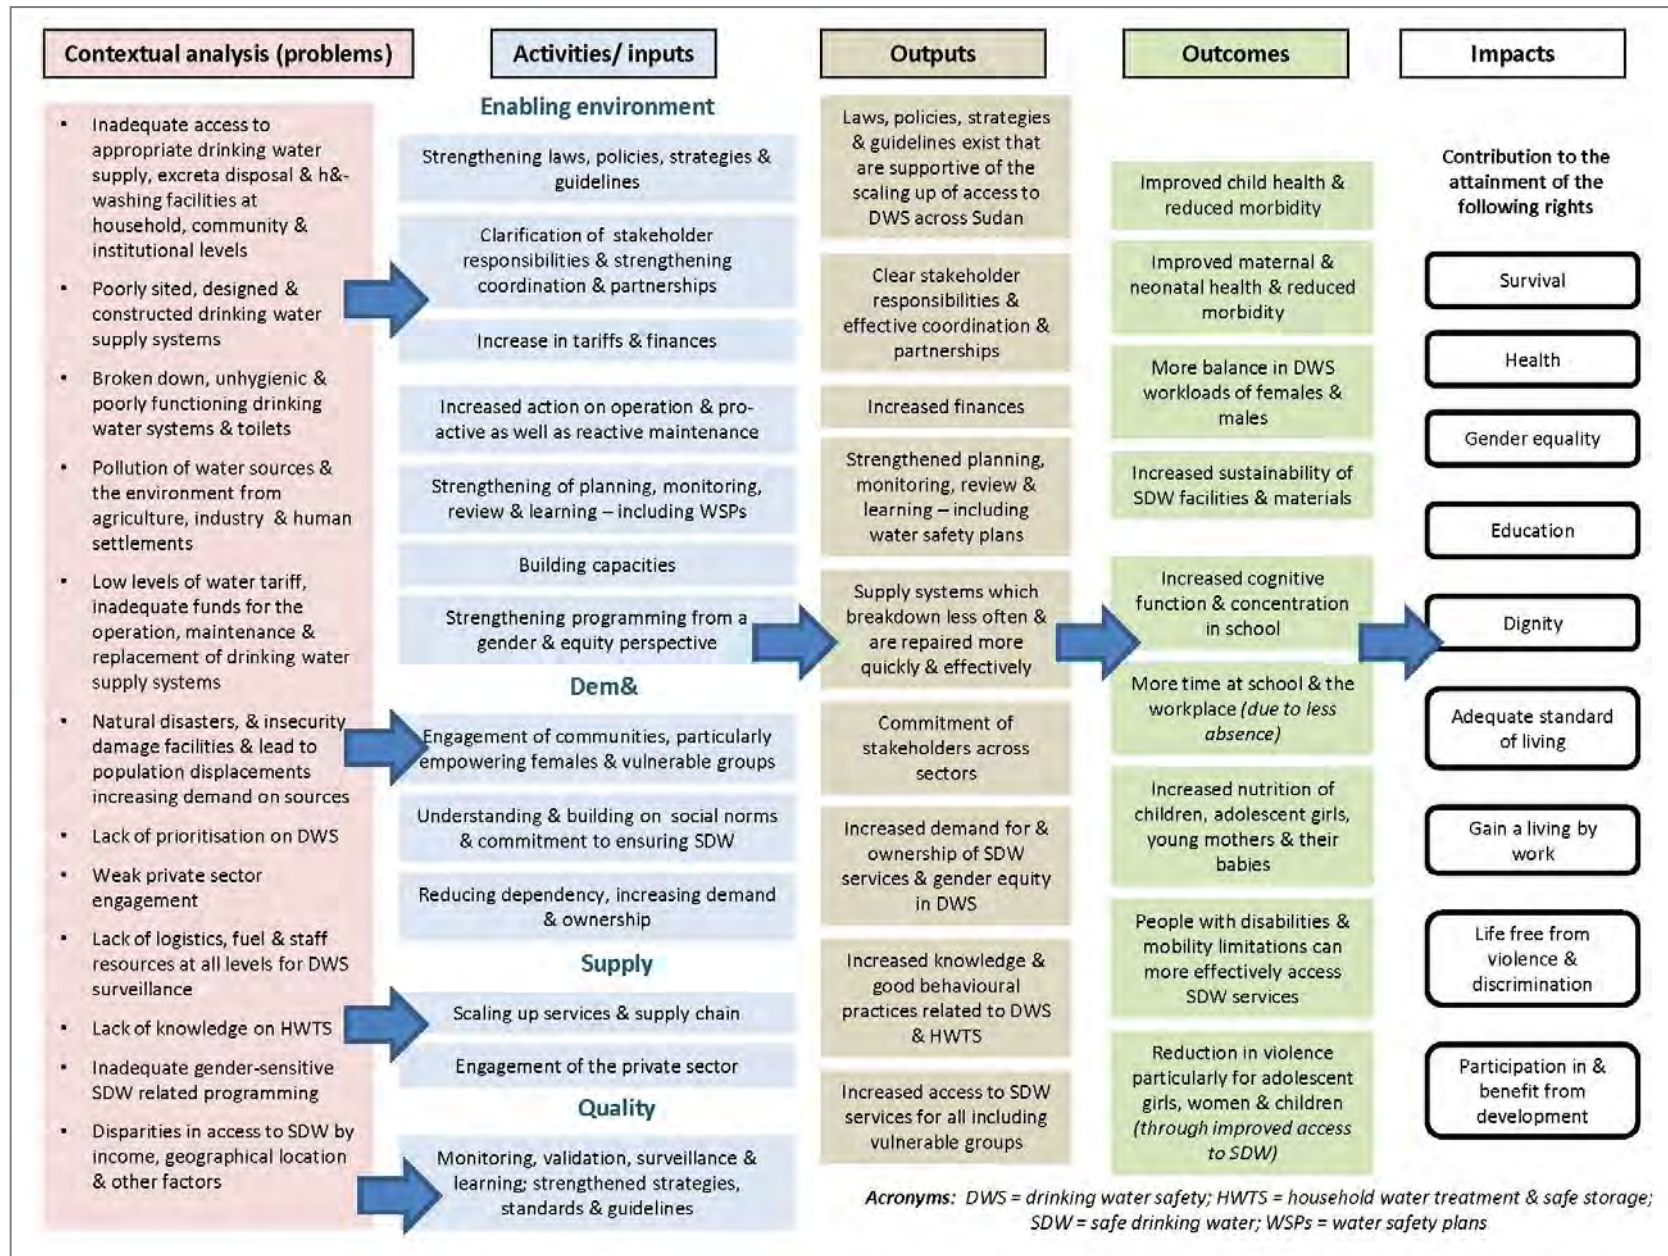 Contextual analysis (problems)
Activities/ inputs
Outputs
Outcomes
Impacts
• Inadequate access to
appropriate drinking water
supply, excreta disposal & h&-
washing facilities at
household, community &
institutional levels
• Poorly sited, designed &
constructed drinking water
supply systems
• Broken down, unhygienic &
poorly functioning drinking
water systems & toilets
• Pollution of water sources &
the environment from
agriculture, industry & human
settlements
• Low levels of water tariff,
inadequate funds for the
operation, maintenance &
replacement of drinking water
supply systems
• Natural disasters, & insecurity
damage facilities & lead to
population displacements
increasing demand on sources
• Lack of prioritisation on DWS
• Weak private sector
engagement
• Lack of logistics, fuel & staff
resources at all levels for DWS
surveillance
• Lack of knowledge on HWTS
• Inadequate gender-sensitive
SDW related programming
• Disparities in access to SDW by
income, geographical location
& other factors
Enabling environment
Strengthening laws, policies, strategies &
guidelines
Clarification of stakeholder
responsibilities & strengthening
coordination & partnerships
Increase in tariffs & finances
Increased action on operation & pro-
active as well as reactive maintenance
Strengthening of planning, monitoring,
review & learning – including WSPs
Building capacities
Strengthening programming from a
gender & equity perspective
Dem&
Engagement of communities, particularly
empowering females & vulnerable groups
Understanding & building on social norms
& commitment to ensuring SDW
Reducing dependency, increasing demand
& ownership
Supply
Scaling up services & supply chain
Engagement of the private sector
Quality
Monitoring, validation, surveillance &
learning; strengthened strategies,
standards & guidelines
Laws, policies, strategies
& guidelines exist that
are supportive of the
scaling up of access to
DWS across Sudan
Clear stakeholder
responsibilities &
effective coordination &
partnerships
Increased finances
Strengthened planning,
monitoring, review &
learning – including
water safety plans
Supply systems which
breakdown less often &
are repaired more
quickly & effectively
Commitment of
stakeholders across
sectors
Increased demand for &
ownership of SDW
services & gender equity
in DWS
Increased knowledge &
good behavioural
practices related to DWS
& HWTS
Increased access to SDW
services for all including
vulnerable groups
Improved child health &
reduced morbidity
Improved maternal &
neonatal health & reduced
morbidity
More balance in DWS
workloads of females &
males
Increased sustainability of
SDW facilities & materials
Increased cognitive
function & concentration
in school
More time at school & the
workplace (due to less
absence)
Increased nutrition of
children, adolescent girls,
young mothers & their
babies
People with disabilities &
mobility limitations can
more effectively access
SDW services
Reduction in violence
particularly for adolescent
girls, women & children
(through improved access
to SDW)
Contribution to the
attainment of the
following rights
Survival
Health
Gender equality
Education
Dignity
Adequate standard
of living
Gain a living by
work
Life free from
violence &
discrimination
Participation in &
benefit from
development
Acronyms: DWS = drinking water safety; HWTS = household water treatment & safe storage;
SDW = safe drinking water; WSPs = water safety plans